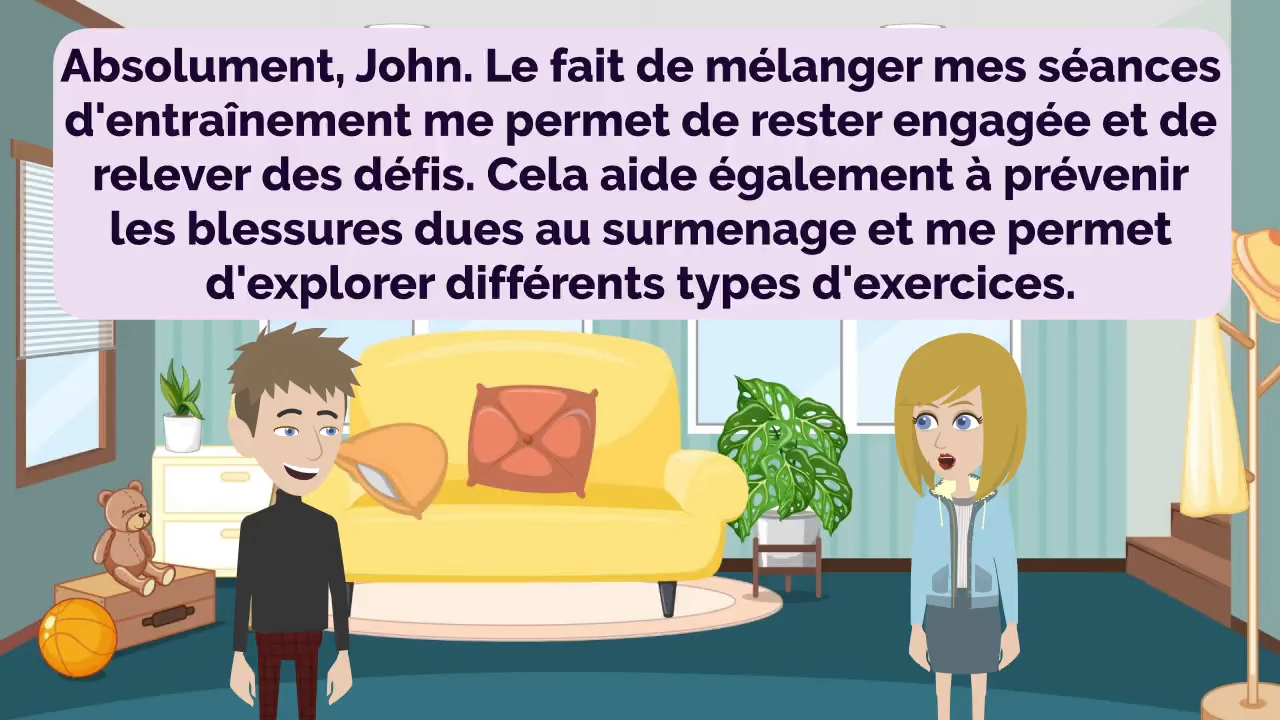 Absolument, John. Le fait de mélanger mes séances
d'entraînement me permet de rester engagée et de
relever des défis. Cela aide également à prévenir
les blessures dues au surmenage et me permet
d'explorer différents types d'exercices.